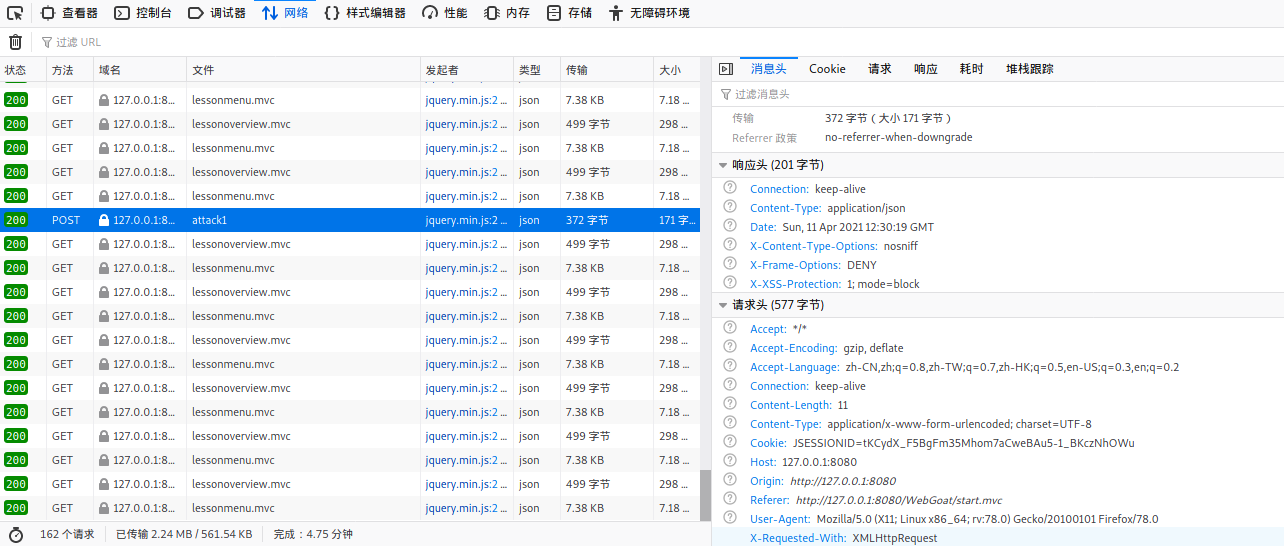 查看器 控制台 调试器 网络 样式编辑器 性能 内存 存储 无障碍环境
过滤 URL
状态 方法 域名 文件 发起者 类型 传输 大小
200 GET 127.0.0.1:8... lessonmenu.mvc jquery.min.js:2 ... json 7.38 KB 7.18 ...
200 GET 127.0.0.1:8... lessonoverview.mvc jquery.min.js:2 ... json 499 字节 298 ...
200 GET 127.0.0.1:8... lessonmenu.mvc jquery.min.js:2 ... json 7.38 KB 7.18 ...
200 GET 127.0.0.1:8... lessonoverview.mvc jquery.min.js:2 ... json 499 字节 298 ...
200 GET 127.0.0.1:8... lessonmenu.mvc jquery.min.js:2 ... json 7.38 KB 7.18 ...
200 POST 127.0.0.1:8... attack1 jquery.min.js:2 ... json 372 字节 171 字...
200 GET 127.0.0.1:8... lessonoverview.mvc jquery.min.js:2 ... json 499 字节 298 ...
200 GET 127.0.0.1:8... lessonmenu.mvc jquery.min.js:2 ... json 7.38 KB 7.18 ...
200 GET 127.0.0.1:8... lessonoverview.mvc jquery.min.js:2 ... json 499 字节 298 ...
200 GET 127.0.0.1:8... lessonmenu.mvc jquery.min.js:2 ... json 7.38 KB 7.18 ...
200 GET 127.0.0.1:8... lessonoverview.mvc jquery.min.js:2 ... json 499 字节 298 ...
200 GET 127.0.0.1:8... lessonmenu.mvc jquery.min.js:2 ... json 7.38 KB 7.18 ...
200 GET 127.0.0.1:8... lessonoverview.mvc jquery.min.js:2 ... json 499 字节 298 ...
200 GET 127.0.0.1:8... lessonmenu.mvc jquery.min.js:2 ... json 7.38 KB 7.18 ...
200 GET 127.0.0.1:8... lessonoverview.mvc jquery.min.js:2 ... json 499 字节 298 ...
200 GET 127.0.0.1:8... lessonmenu.mvc jquery.min.js:2 ... json 7.38 KB 7.18 ...
200 GET 127.0.0.1:8... lessonoverview.mvc jquery.min.js:2 ... json 499 字节 298 ...
200 GET 127.0.0.1:8... lessonmenu.mvc jquery.min.js:2 ... json 7.38 KB 7.18 ...
162 个请求 已传输 2.24 MB / 561.54 KB 完成：4.75 分钟
消息头 Cookie 请求 响应 耗时 堆栈跟踪
过滤消息头
传输 372 字节（大小 171 字节）
Referrer 政策 no-referrer-when-downgrade
响应头 (201 字节)
Connection: keep-alive
Content-Type: application/json
Date: Sun, 11 Apr 2021 12:30:19 GMT
X-Content-Type-Options: nosniff
X-Frame-Options: DENY
X-XSS-Protection: 1; mode=block
请求头 (577 字节)
Accept: */*
Accept-Encoding: gzip, deflate
Accept-Language: zh-CN,zh;q=0.8,zh-TW;q=0.7,zh-HK;q=0.5,en-US;q=0.3,en;q=0.2
Connection: keep-alive
Content-Length: 11
Content-Type: application/x-www-form-urlencoded; charset=UTF-8
Cookie: JSESSIONID=tKCydX_F5BgFm35Mhom7aCweBAu5-1_BKczNhOWu
Host: 127.0.0.1:8080
Origin: http://127.0.0.1:8080
Referer: http://127.0.0.1:8080/WebGoat/start.mvc
User-Agent: Mozilla/5.0 (X11; Linux x86_64; rv:78.0) Gecko/20100101 Firefox/78.0
X-Requested-With: XMLHttpRequest